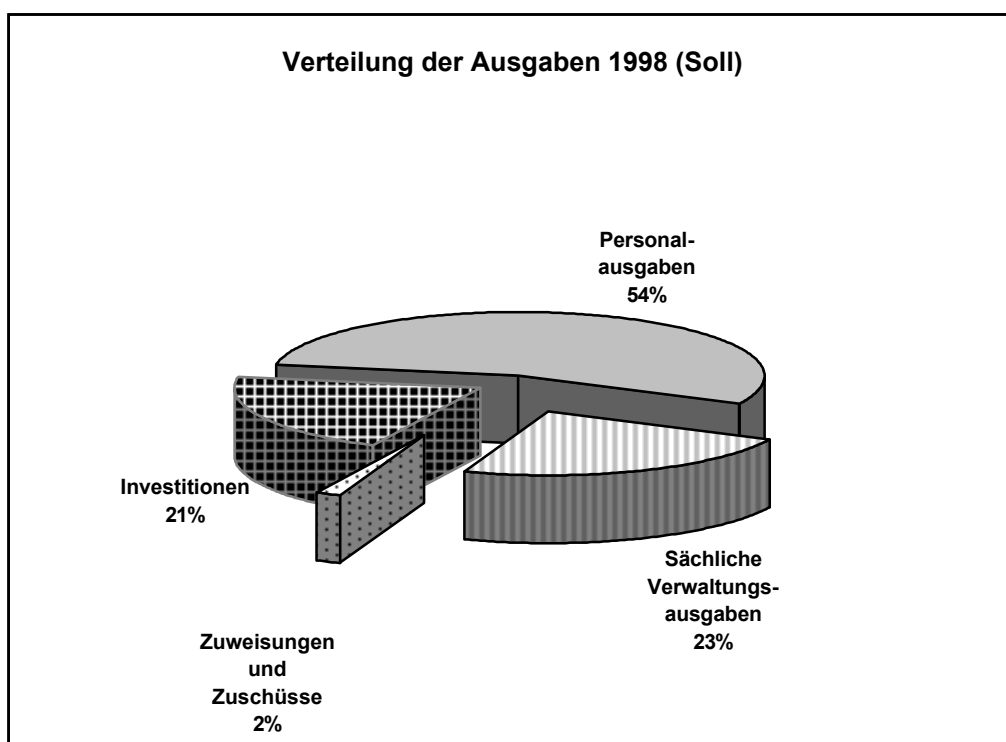 Verteilung der Ausgaben 1998 (Soll)
Personal-
ausgaben
54%
Investitionen
21%
Sächliche
Verwaltungs-
ausgaben
23%
Zuweisungen
und
Zuschüsse
2%